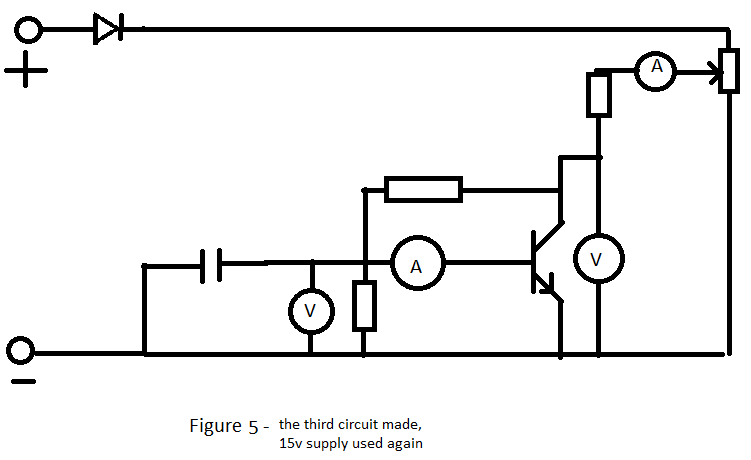 +
A
A
V
V
−
Figure 5 - the third circuit made,
15v supply used again